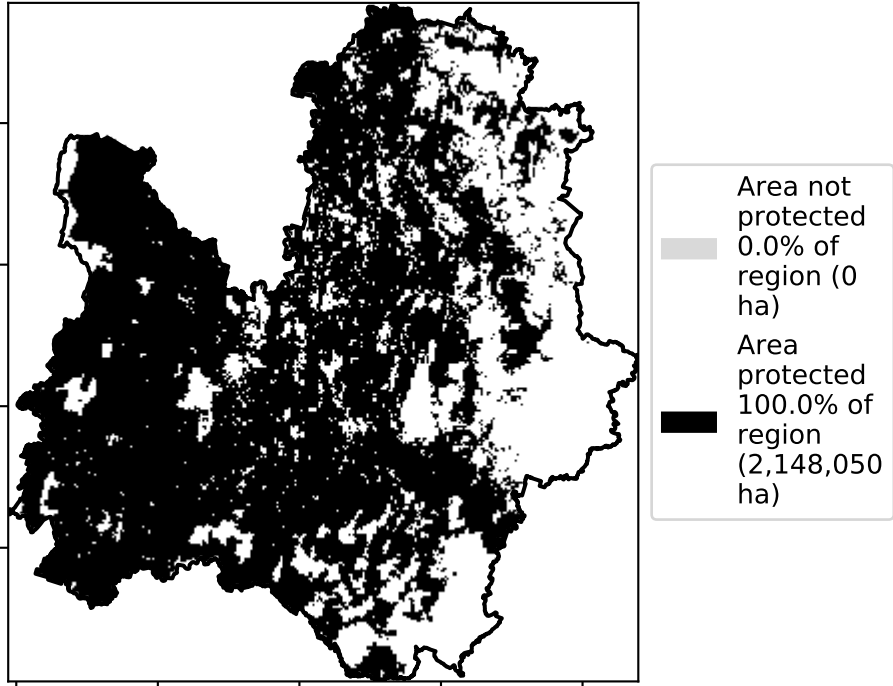 Area not
protected
0.0% of
region (0
ha)
Area
protected
100.0% of
region
(2,148,050
ha)